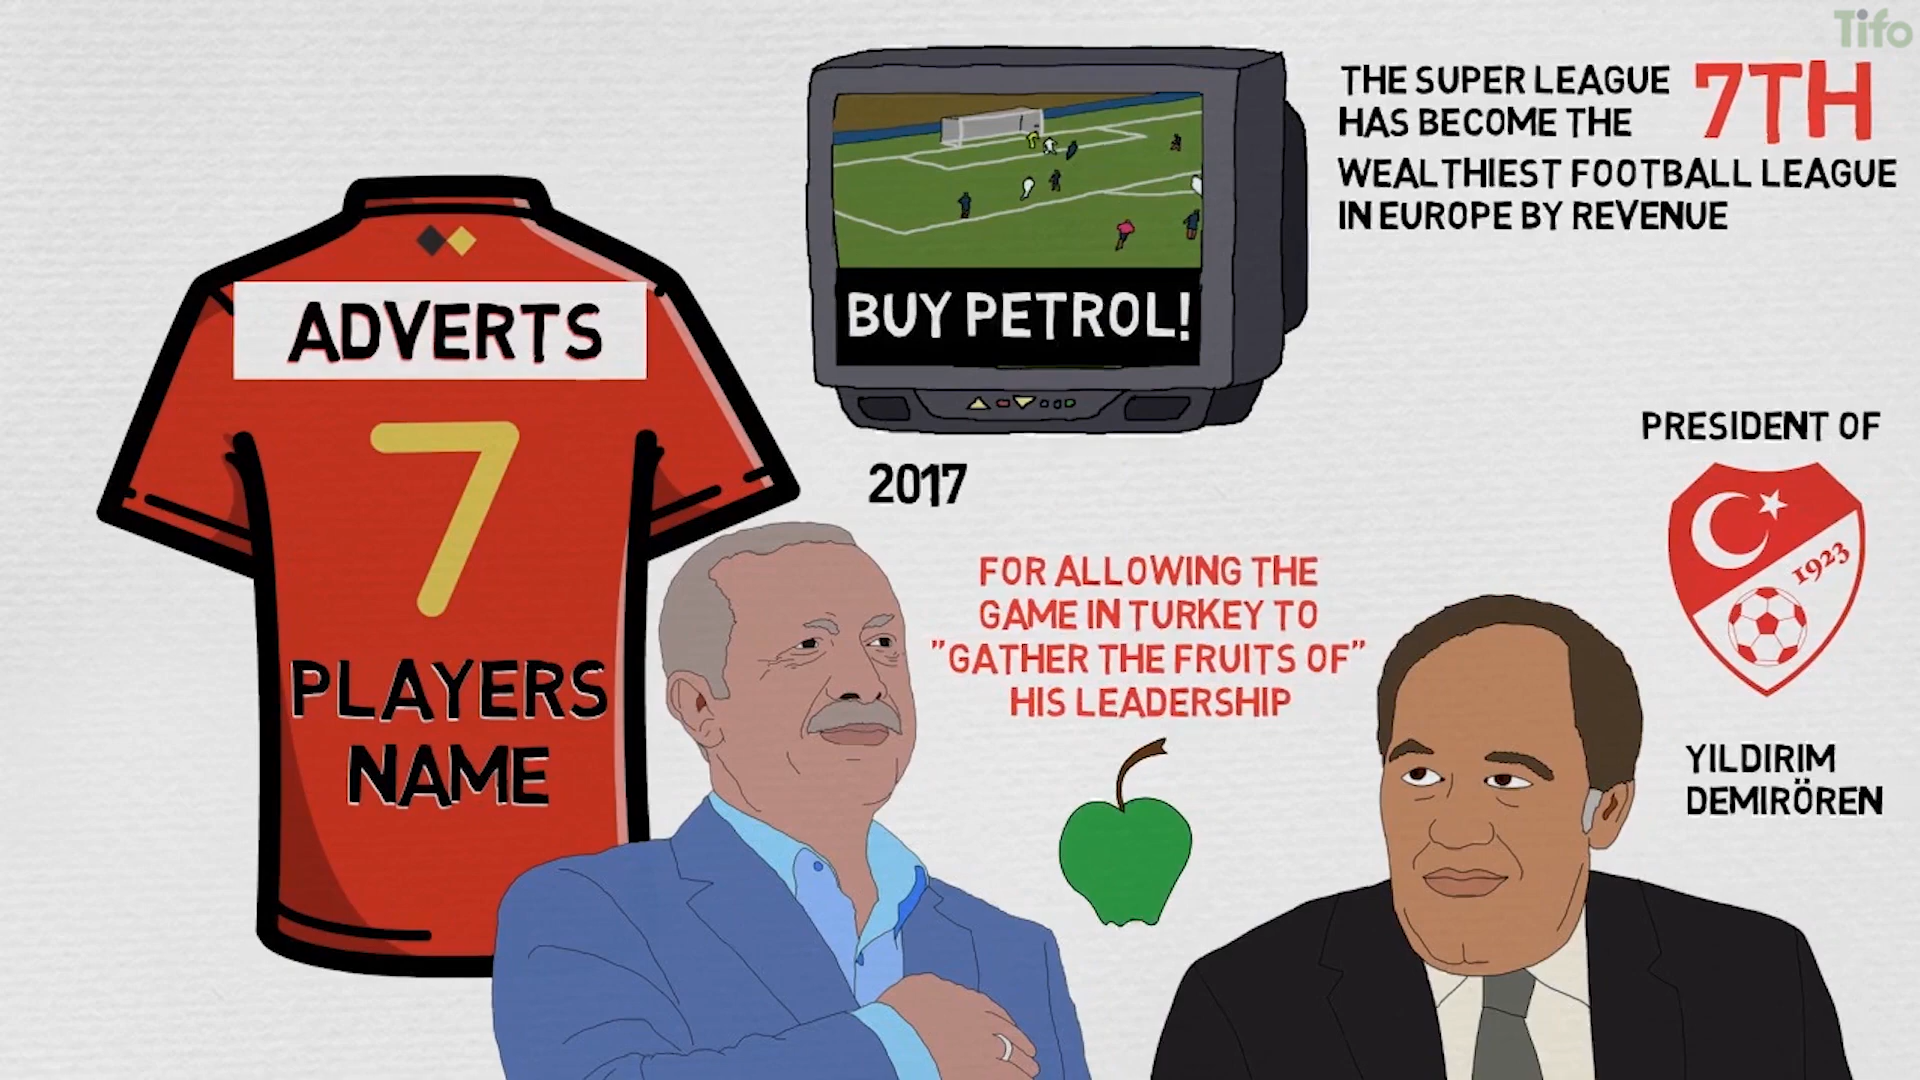 Tifo
THE SUPER LEAGUE 7TH
HAS BECOME THE
WEALTHIEST FOOTBALL LEAGUE
IN EUROPE BY REVENUE
ADVERTS
7
PLAYERS
NAME
BUY PETROL!
2017
FOR ALLOWING THE
GAME IN TURKEY TO
"GATHER THE FRUITS OF"
HIS LEADERSHIP
PRESIDENT OF
1923
YILDIRIM
DEMIRÖREN